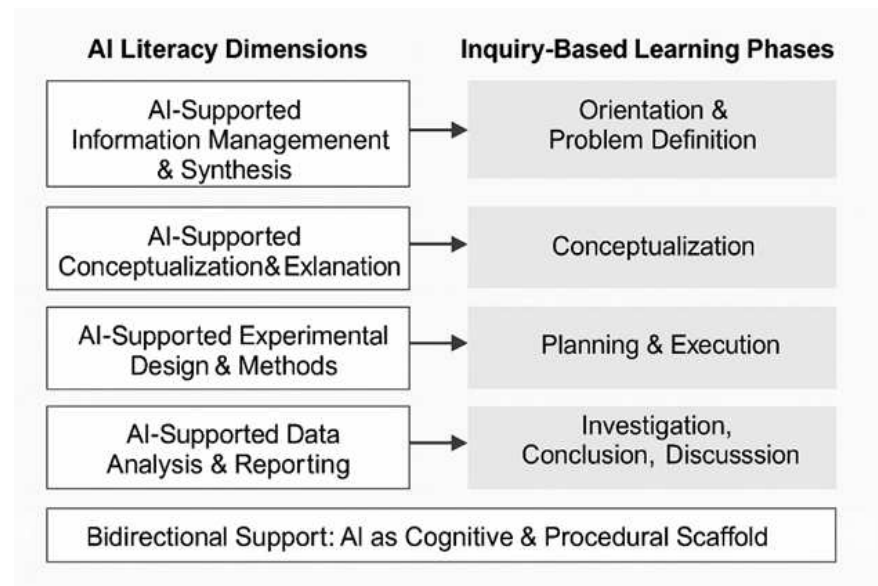 AI Literacy Dimensions
Inquiry-Based Learning Phases
AI-Supported
Information Managemenent
& Synthesis
Orientation &
Problem Definition
AI-Supported
Conceptualization&Exlanation
Conceptualization
AI-Supported Experimental
Design & Methods
Planning & Execution
AI-Supported Data
Analysis & Reporting
Investigation,
Conclusion, Discusssion
Bidirectional Support: AI as Cognitive & Procedural Scaffold